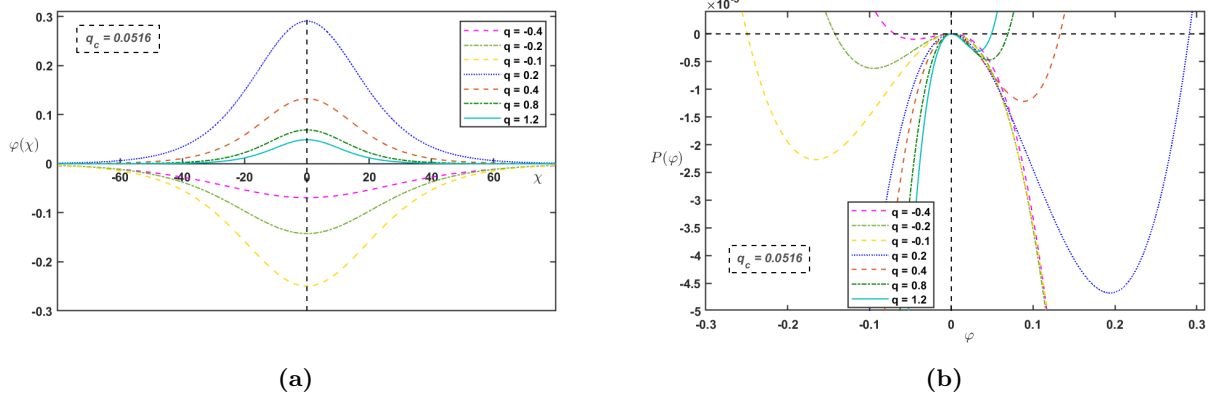 0.3
0.2
0.1
0
-0.1
-0.2
-0.3
φ(χ)
q_c = 0.0516
q = -0.4
q = -0.2
q = -0.1
q = 0.2
q = 0.4
q = 0.8
q = 1.2
-60 -40 -20 0 20 40 60
χ
(a)
0
-0.5
-1
-1.5
-2
-2.5
-3
-3.5
-4
-4.5
-5
P(φ)
q = -0.4
q = -0.2
q = -0.1
q = 0.2
q = 0.4
q = 0.8
q = 1.2
q_c = 0.0516
-0.3 -0.2 -0.1 0 0.1 0.2 0.3
φ
(b)